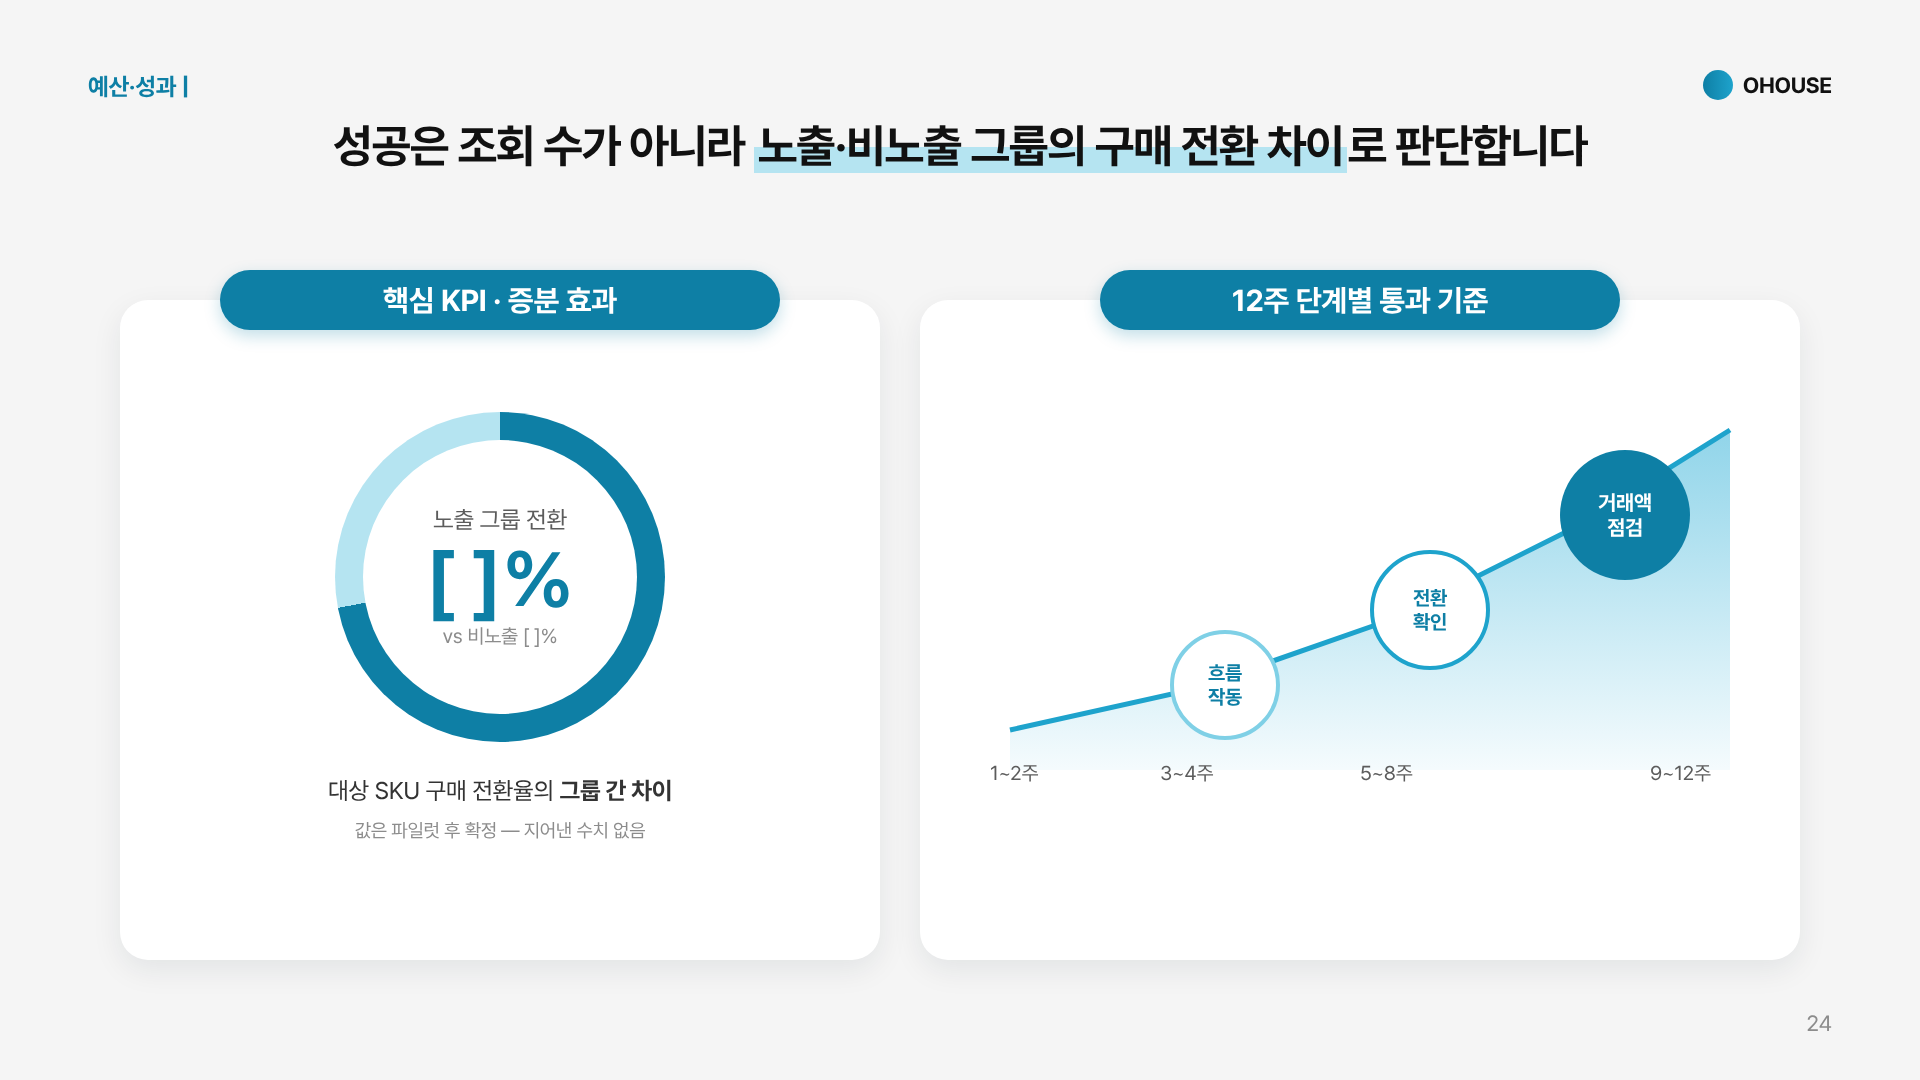 예산·성과 |
OHOUSE
성공은 조회 수가 아니라 노출·비노출 그룹의 구매 전환 차이로 판단합니다
핵심 KPI · 증분 효과
노출 그룹 전환
[ ]%
vs 비노출 [ ]%
대상 SKU 구매 전환율의 그룹 간 차이
값은 파일럿 후 확정 — 지어낸 수치 없음
12주 단계별 통과 기준
거래액
점검
전환
확인
흐름
작동
1~2주
3~4주
5~8주
9~12주
24